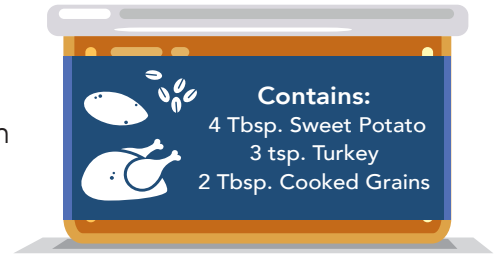 Contains:
4 Tbsp. Sweet Potato
3 tsp. Turkey
2 Tbsp. Cooked Grains